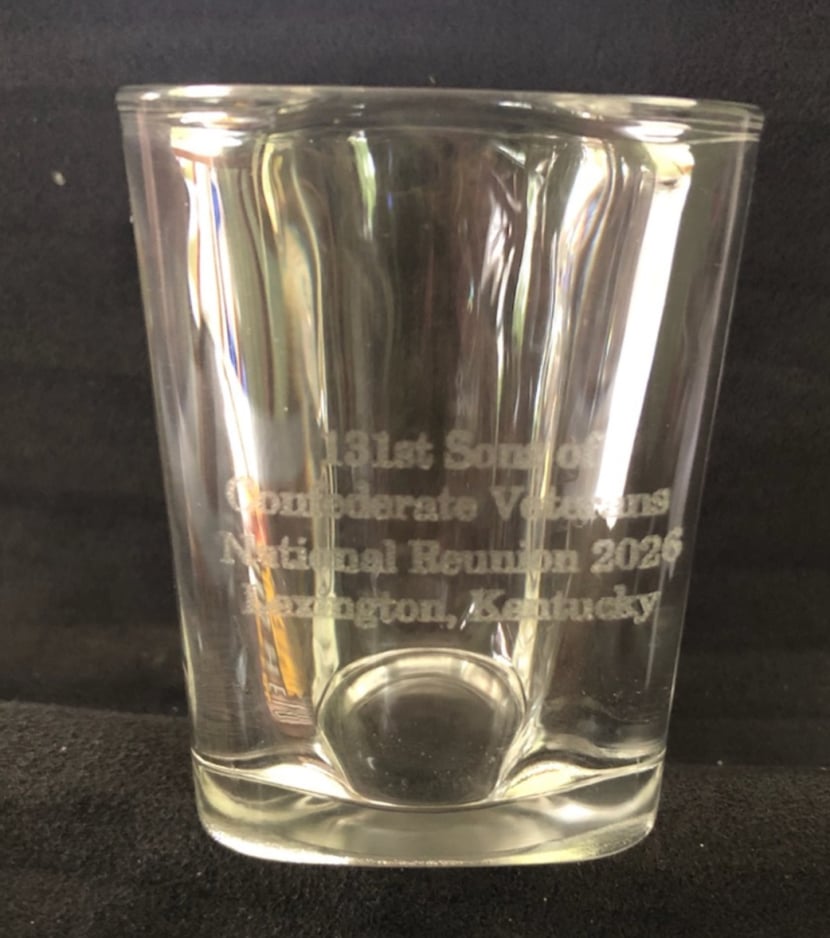 131st Sons of
Confederate Veterans
National Reunion 2026
Lexington, Kentucky